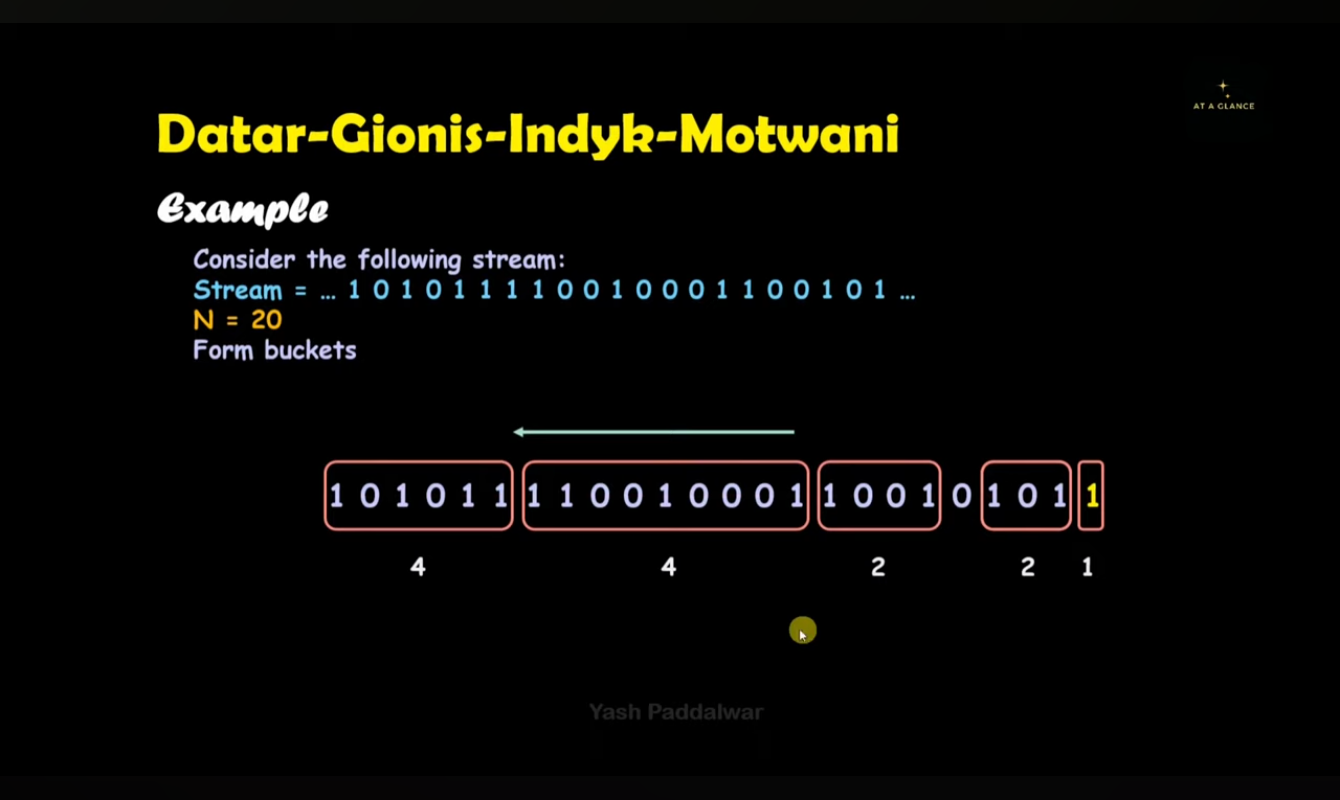 AT A GLANCE
Datar-Gionis-Indyk-Motwani
Example
Consider the following stream:
Stream = ... 1 0 1 0 1 1 1 1 0 0 1 0 0 0 1 1 0 0 1 0 1 ...
N = 20
Form buckets
1 0 1 0 1 1 1 1 0 0 1 0 0 0 1 1 0 0 1 0 1 0 1 1
4 4 2 2 1
Yash Paddalwar